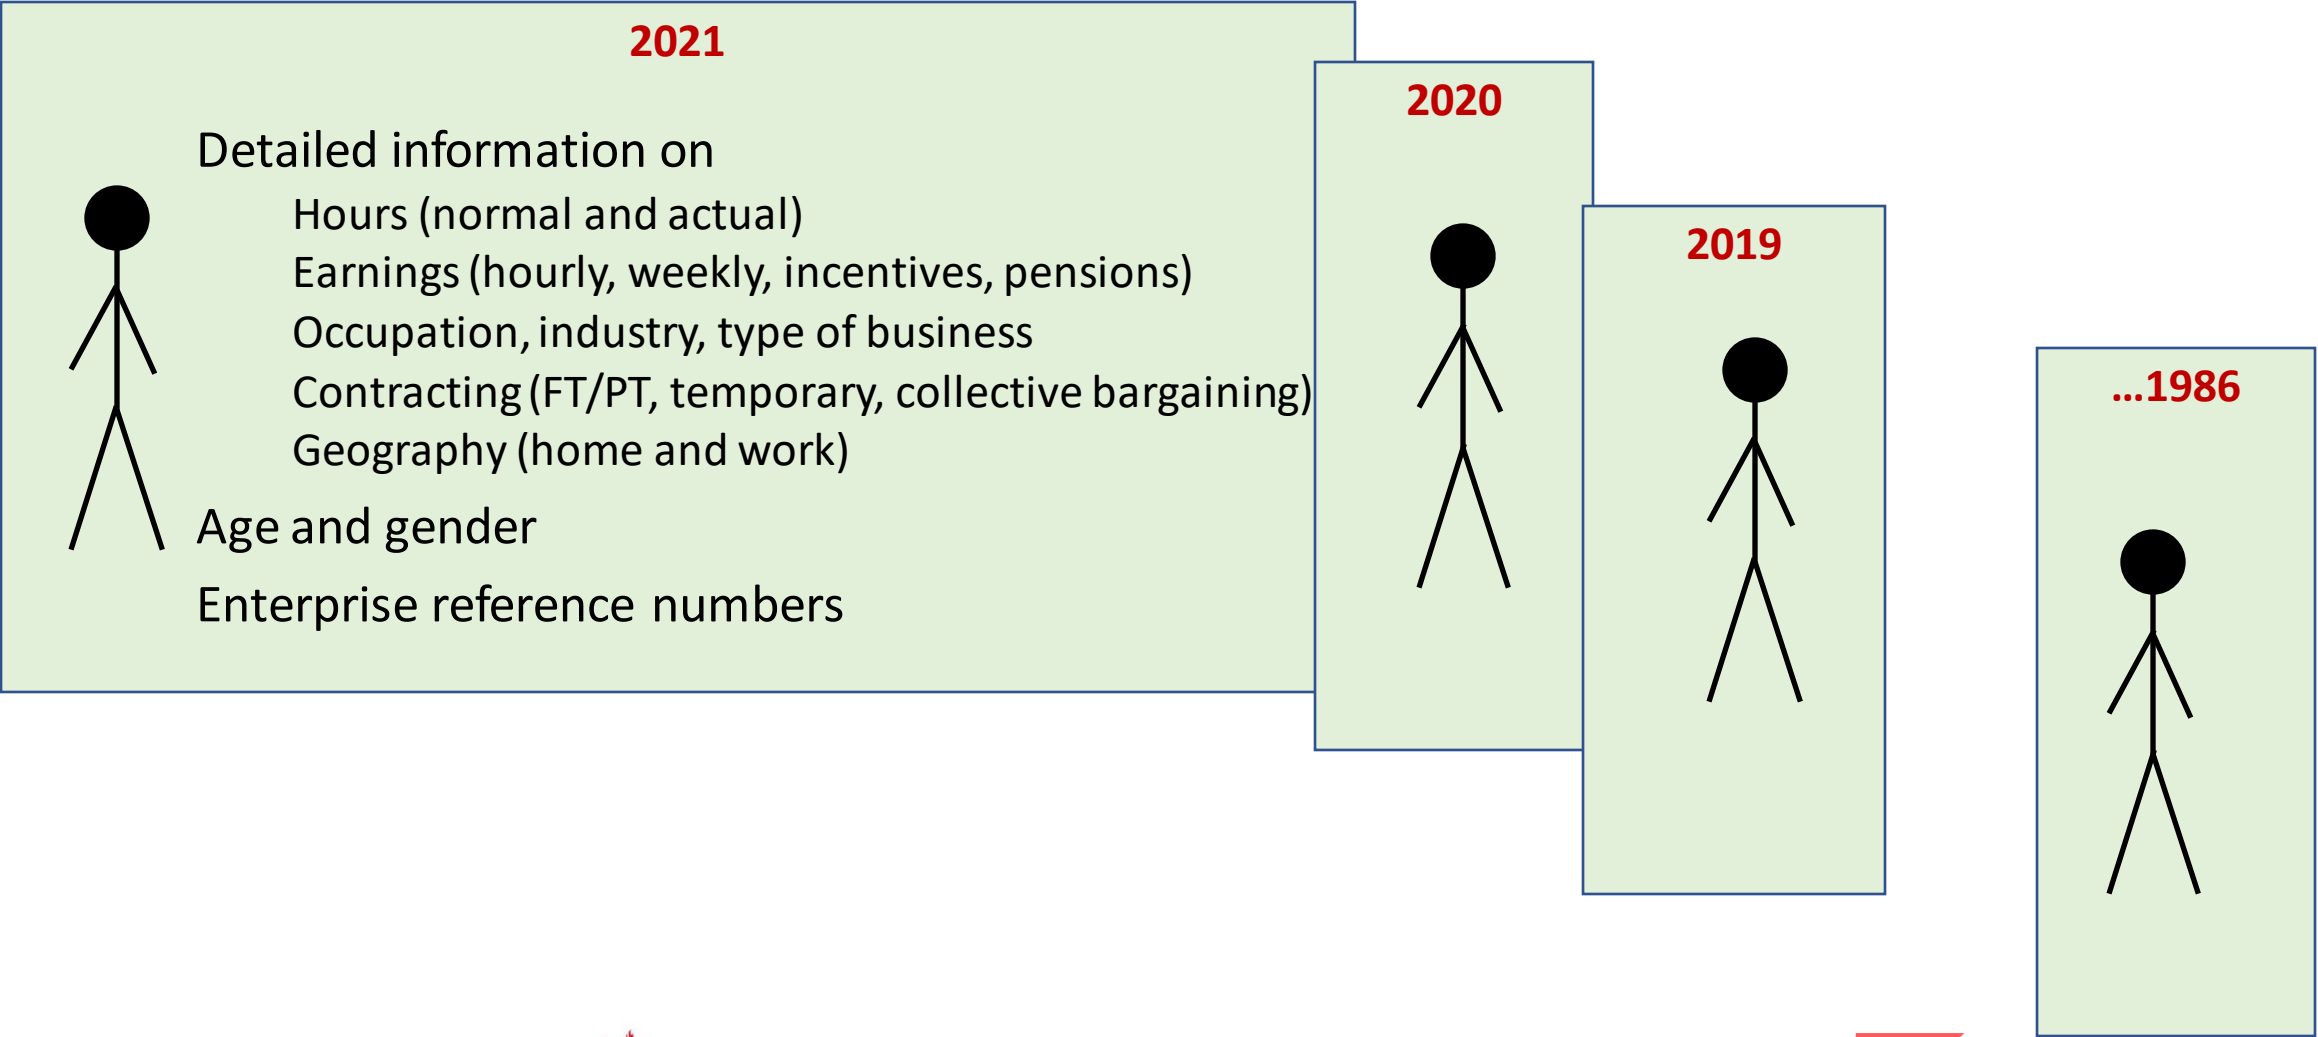 2021
Detailed information on
Hours (normal and actual)
Earnings (hourly, weekly, incentives, pensions)
Occupation, industry, type of business
Contracting (FT/PT, temporary, collective bargaining)
Geography (home and work)
Age and gender
Enterprise reference numbers
2020
2019
...1986